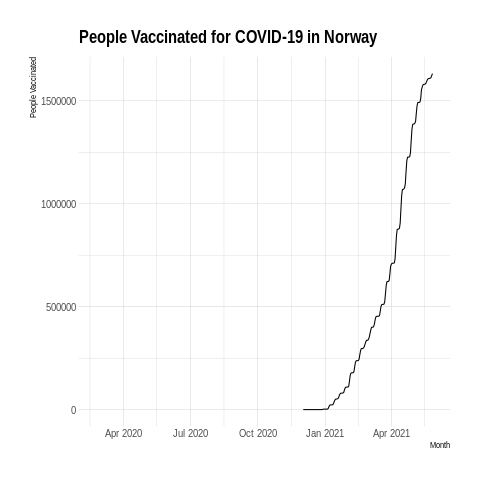 People Vaccinated for COVID-19 in Norway
People Vaccinated
1500000
1000000
500000
0
Apr 2020 Jul 2020 Oct 2020 Jan 2021 Apr 2021
Month